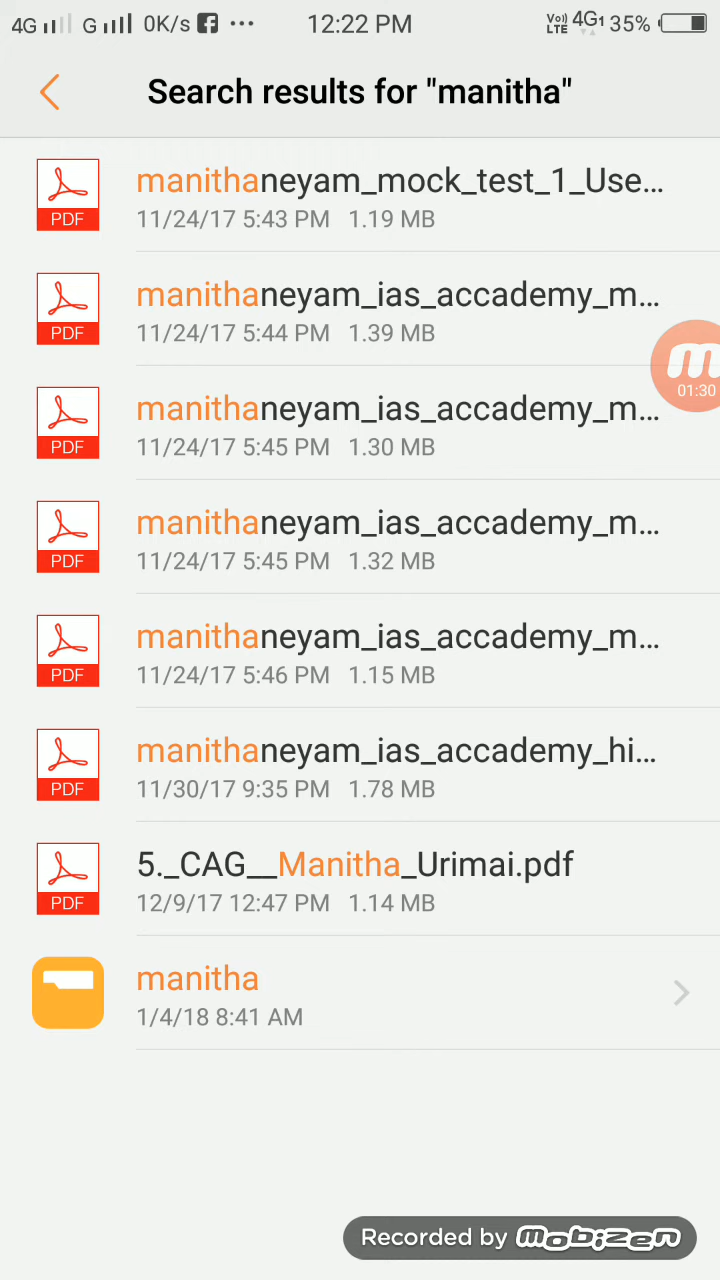 4G G 0K/s ... 12:22 PM Vo)) LTE 4G1 35%
Search results for "manitha"
PDF manithaneyam_mock_test_1_Use...
11/24/17 5:43 PM 1.19 MB
PDF manithaneyam_ias_accademy_m...
11/24/17 5:44 PM 1.39 MB
m 01:30
PDF manithaneyam_ias_accademy_m...
11/24/17 5:45 PM 1.30 MB
PDF manithaneyam_ias_accademy_m...
11/24/17 5:45 PM 1.32 MB
PDF manithaneyam_ias_accademy_m...
11/24/17 5:46 PM 1.15 MB
PDF manithaneyam_ias_accademy_hi...
11/30/17 9:35 PM 1.78 MB
PDF 5._CAG__Manitha_Urimai.pdf
12/9/17 12:47 PM 1.14 MB
manitha
1/4/18 8:41 AM
Recorded by mobizen